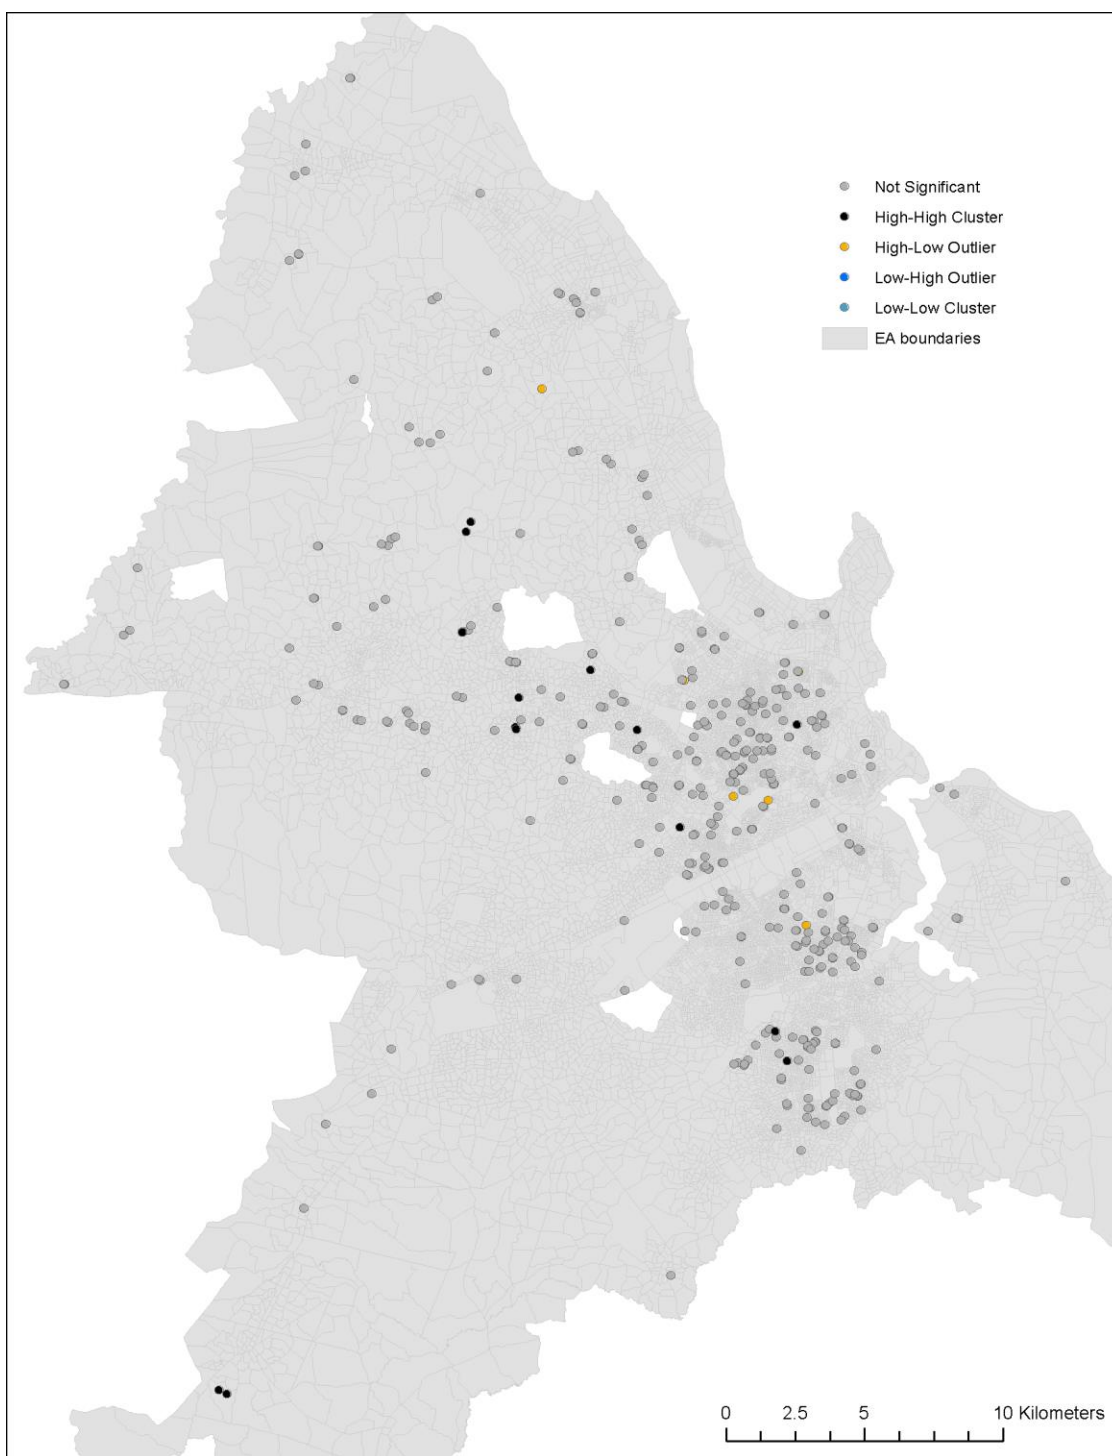 Not Significant
High-High Cluster
High-Low Outlier
Low-High Outlier
Low-Low Cluster
EA boundaries
0 2.5 5 10 Kilometers